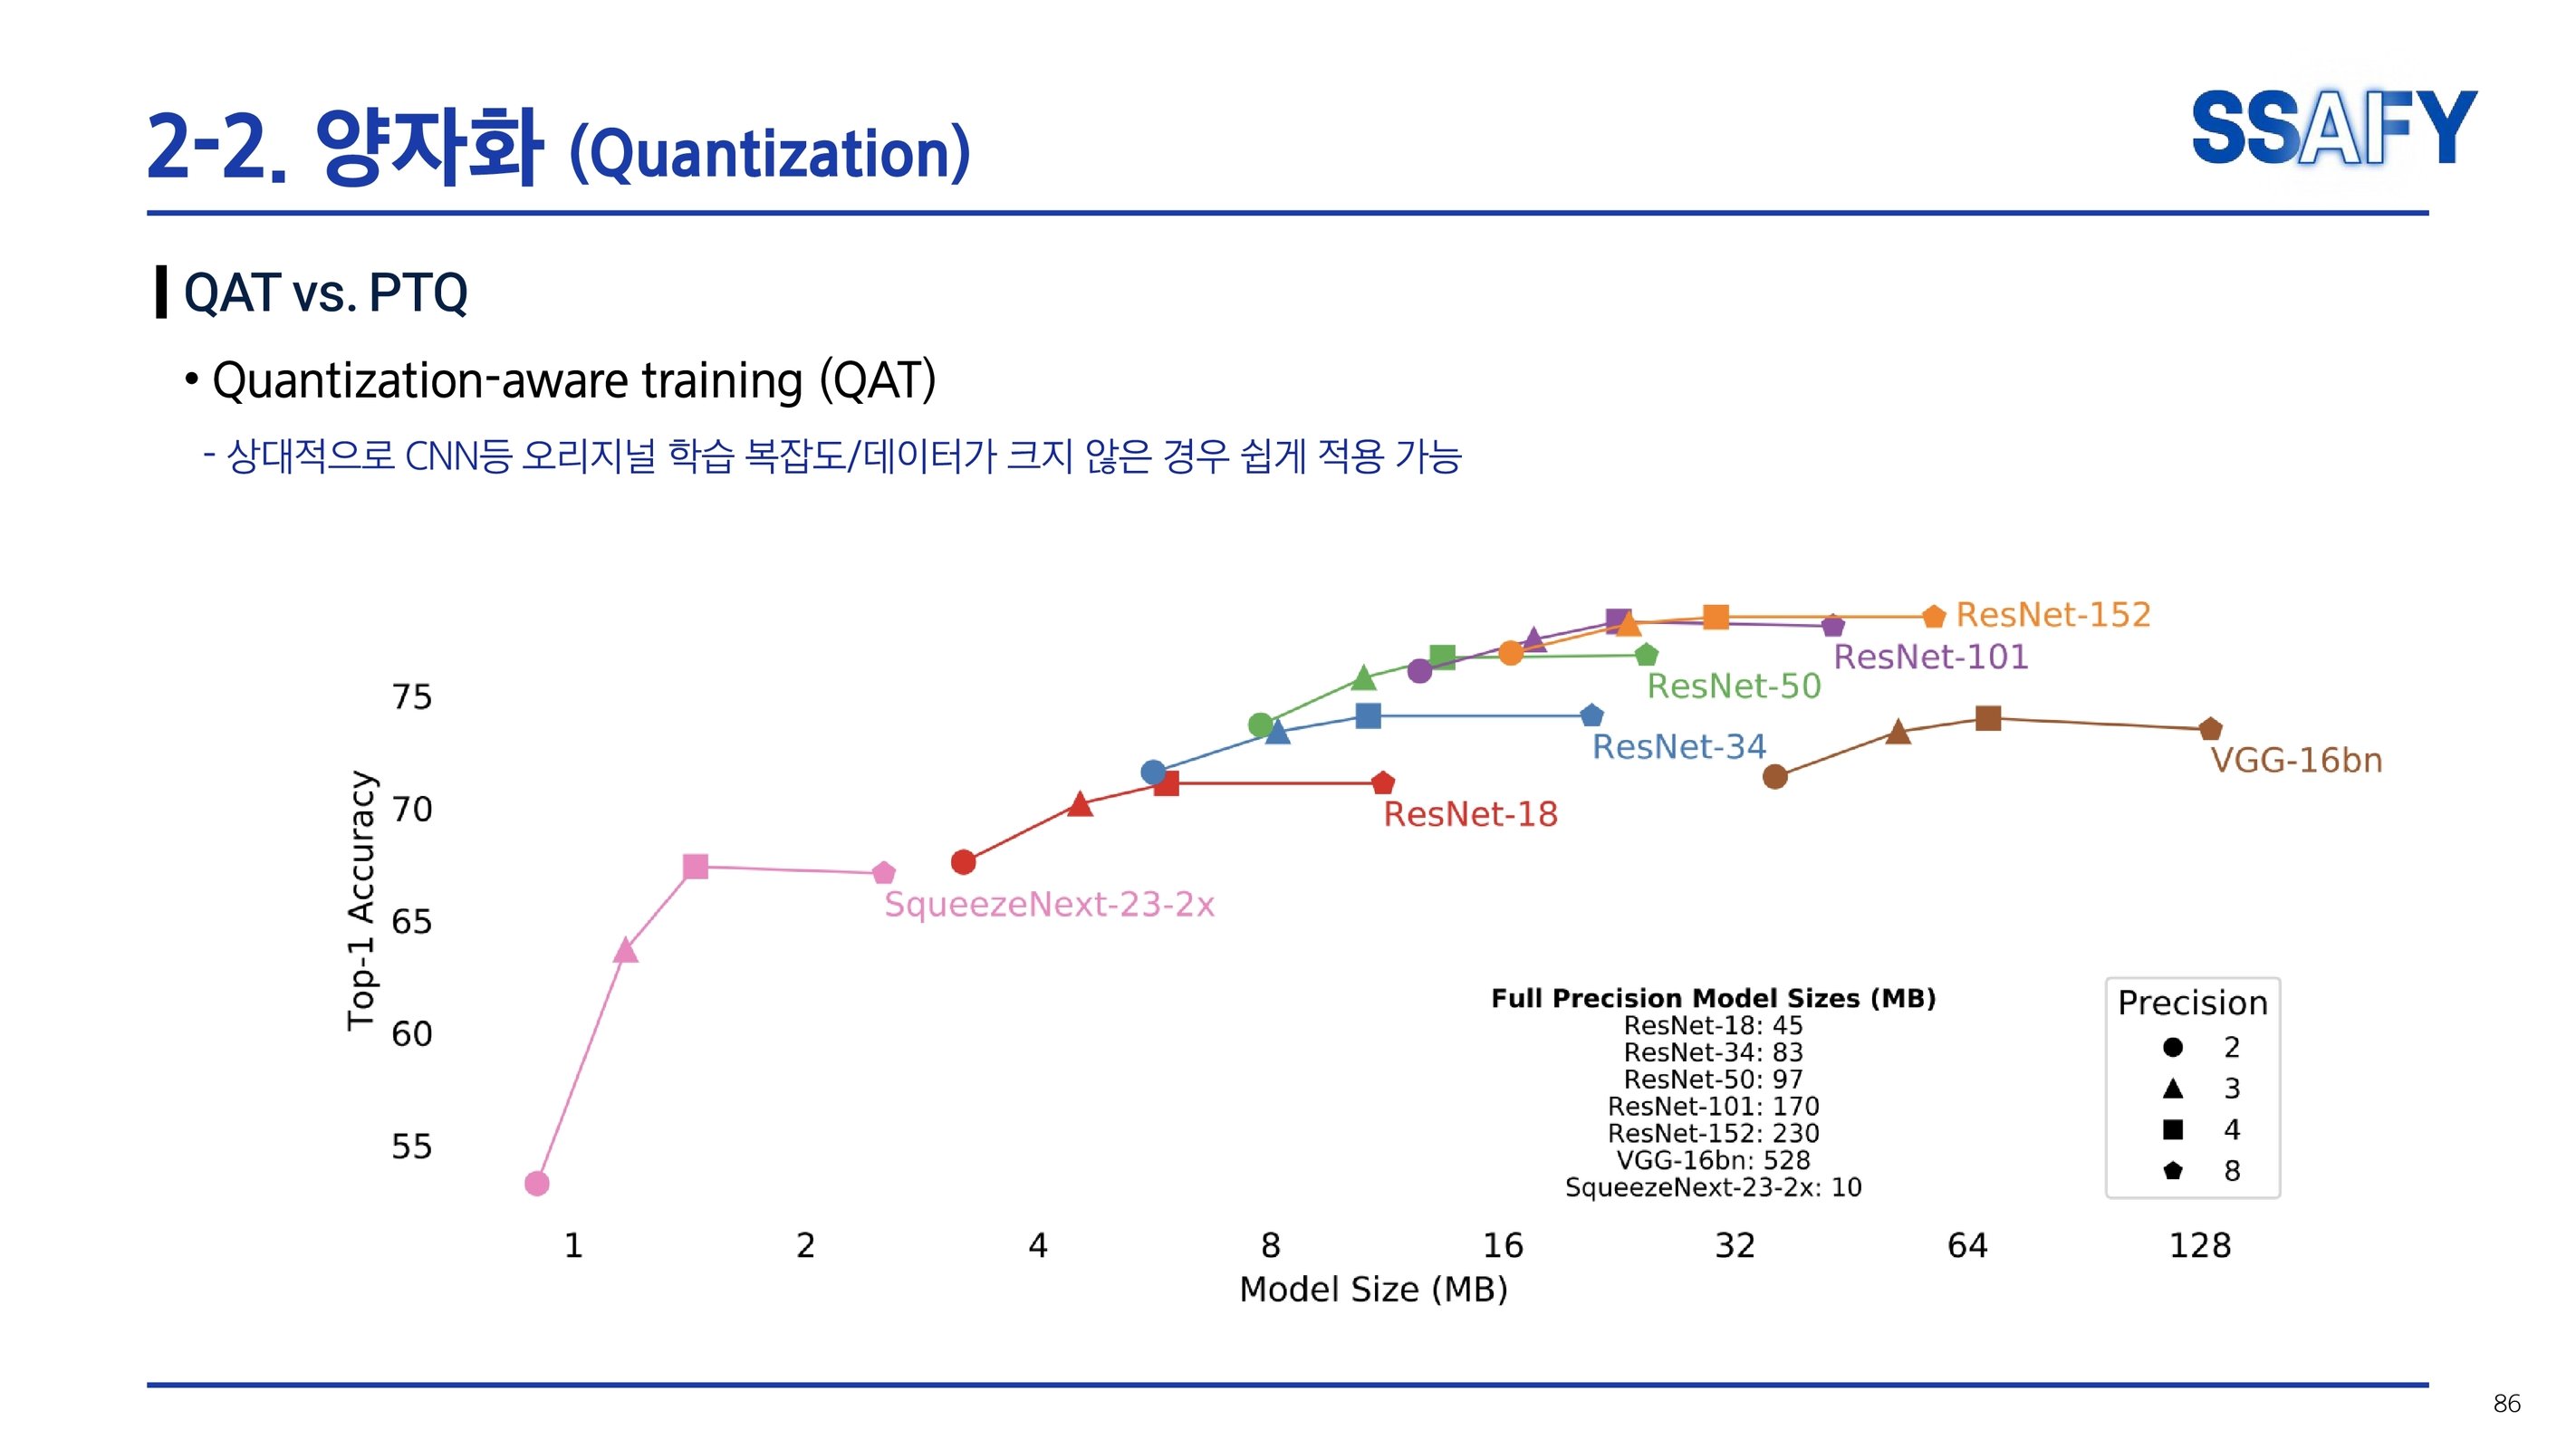 2-2. 양자화 (Quantization)
SSAFY
QAT vs. PTQ
• Quantization-aware training (QAT)
- 상대적으로 CNN등 오리지널 학습 복잡도/데이터가 크지 않은 경우 쉽게 적용 가능
Top-1 Accuracy
75
70
65
60
55
ResNet-152
ResNet-101
ResNet-50
ResNet-34
VGG-16bn
ResNet-18
SqueezeNext-23-2x
Full Precision Model Sizes (MB)
ResNet-18: 45
ResNet-34: 83
ResNet-50: 97
ResNet-101: 170
ResNet-152: 230
VGG-16bn: 528
SqueezeNext-23-2x: 10
Precision
2
3
4
8
1 2 4 8 16 32 64 128
Model Size (MB)
86